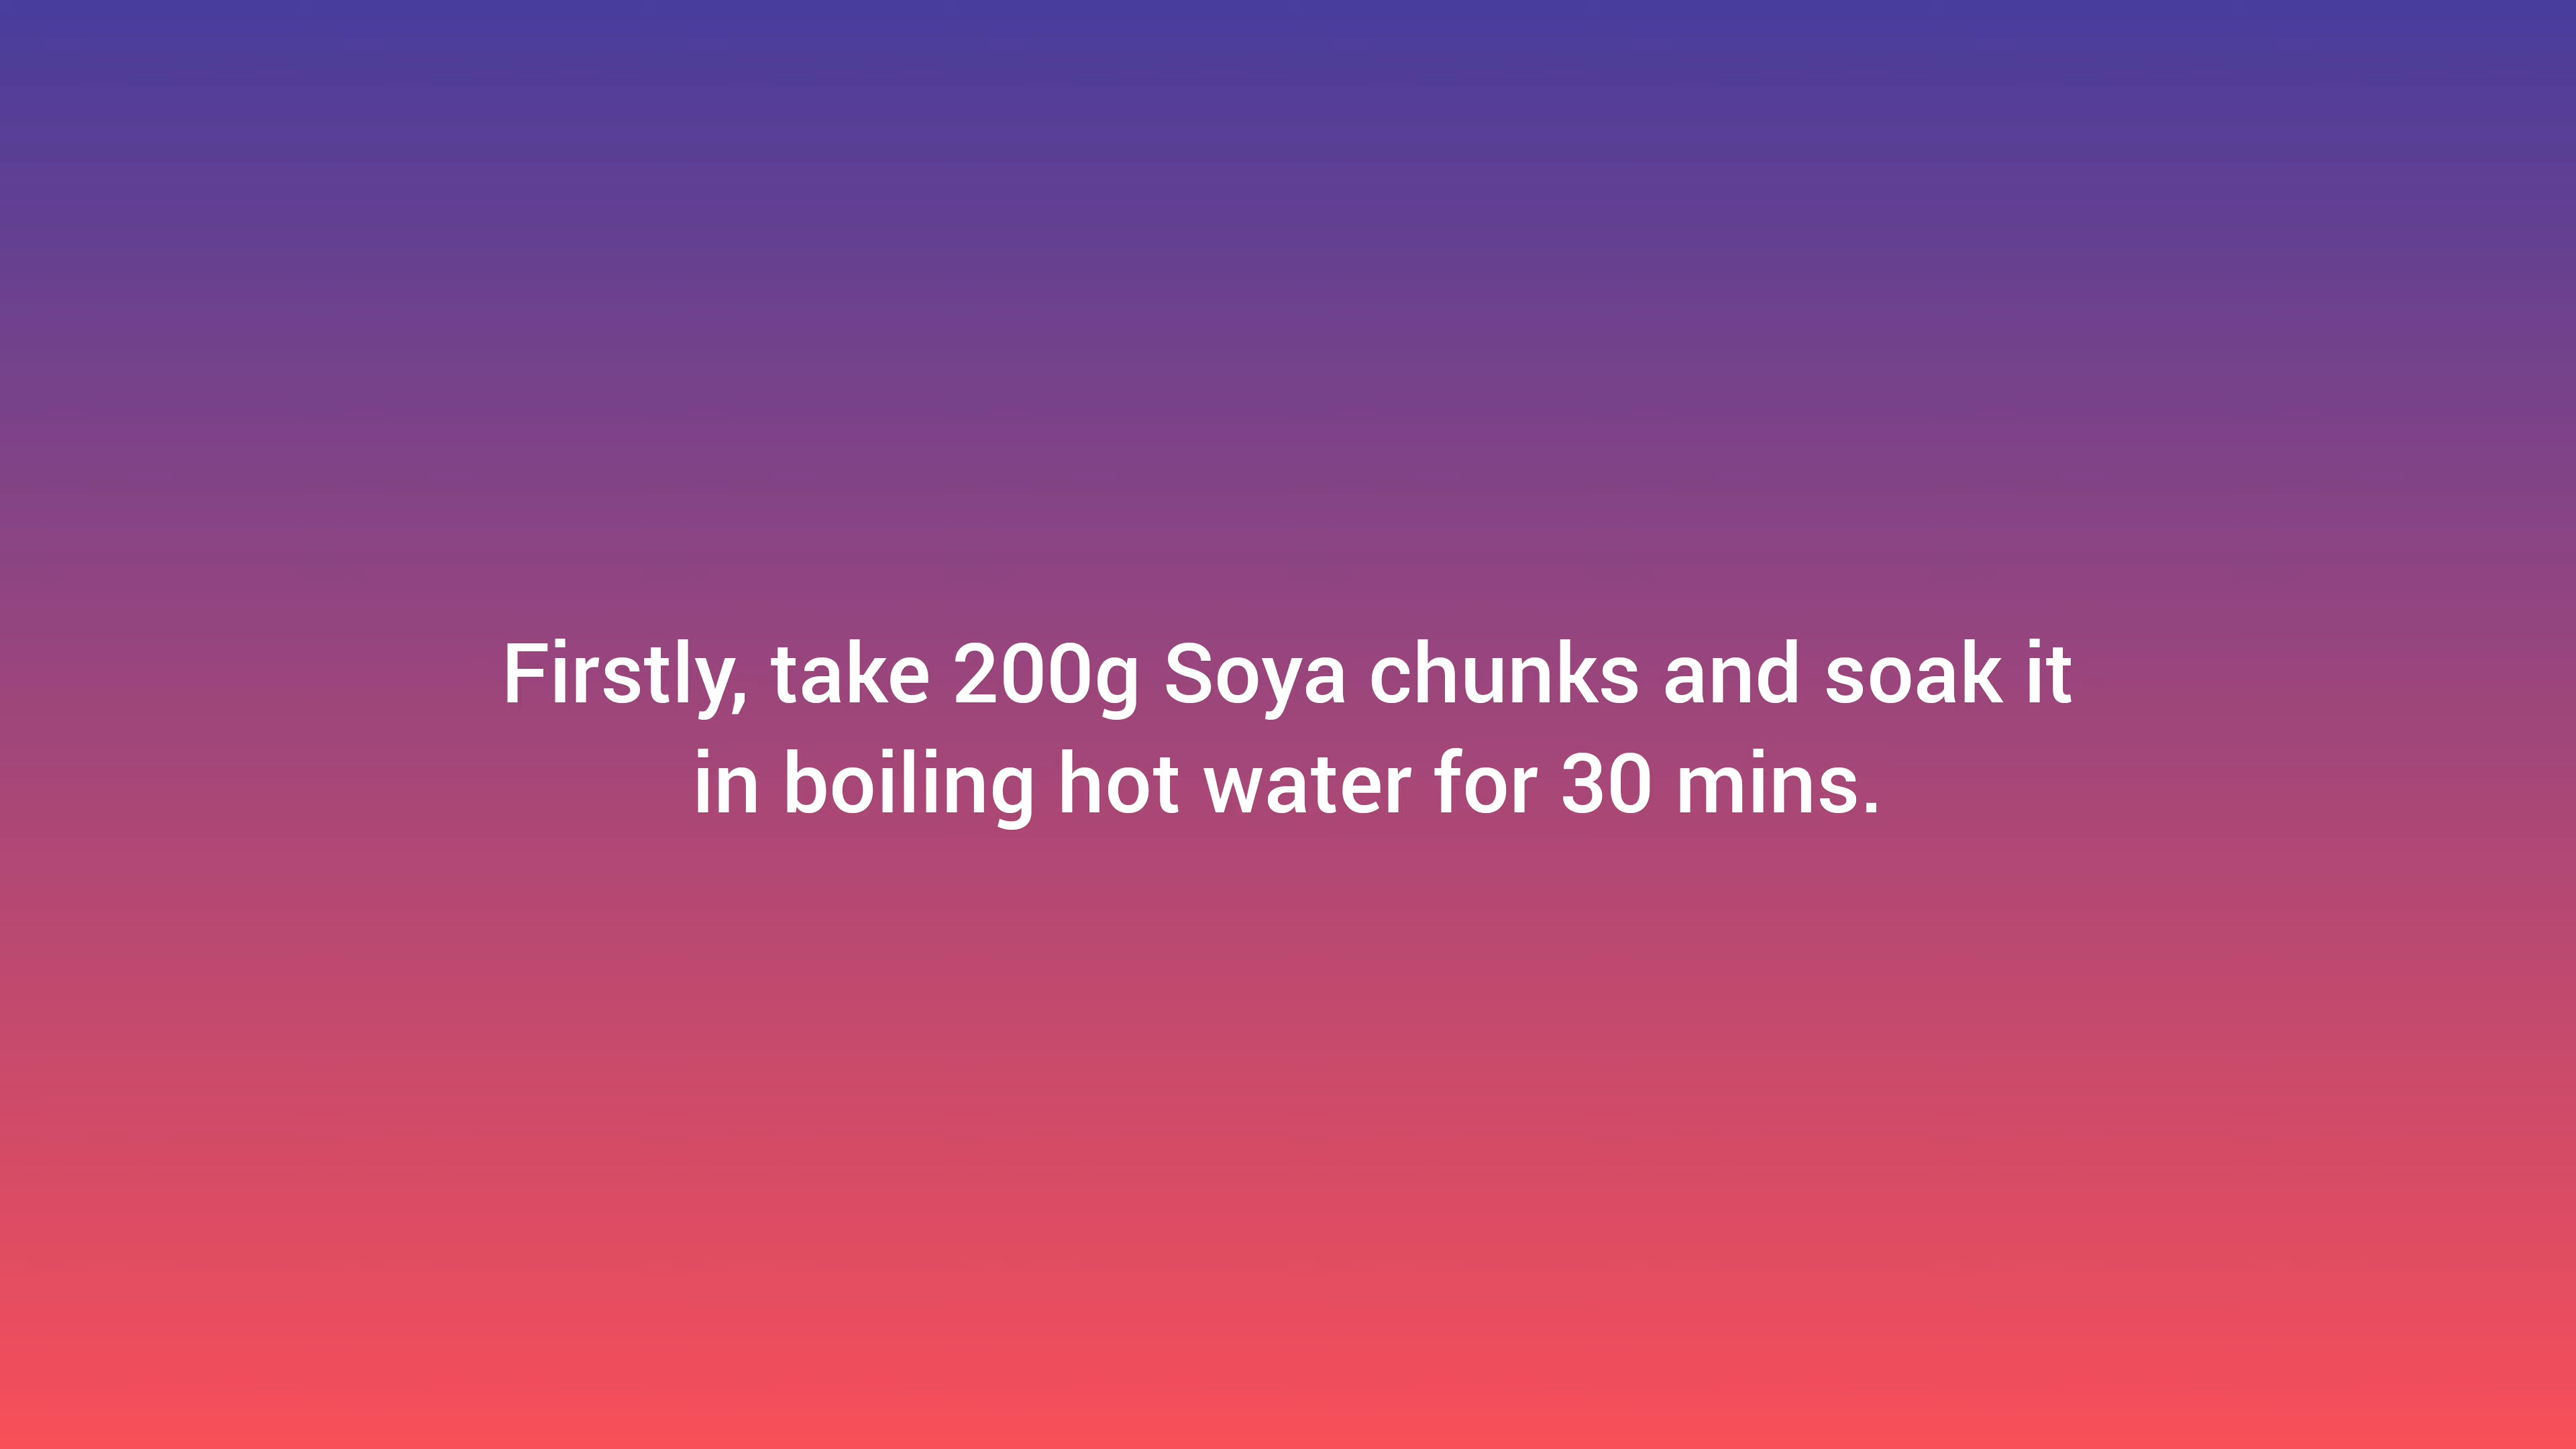 Firstly, take 200g Soya chunks and soak it
in boiling hot water for 30 mins.